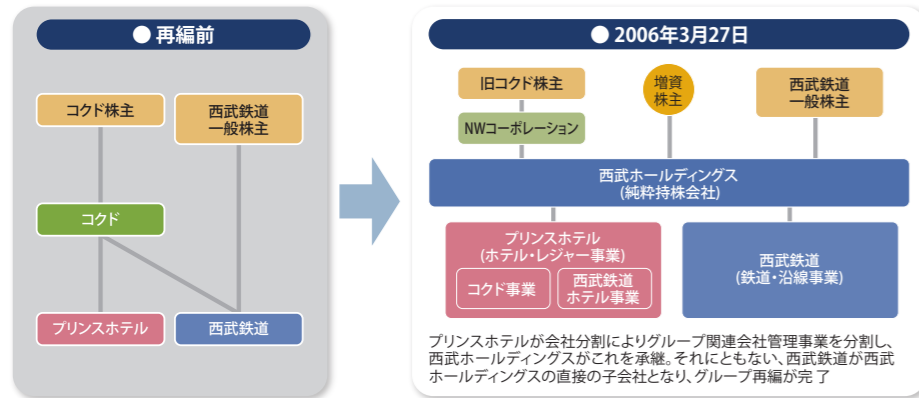 ● 再編前
コクド株主
西武鉄道
一般株主
コクド
プリンスホテル
西武鉄道
● 2006年3月27日
旧コクド株主
増資
株主
西武鉄道
一般株主
NWコーポレーション
西武ホールディングス
(純粋持株会社)
プリンスホテル
(ホテル・レジャー事業)
コクド事業
西武鉄道
ホテル事業
西武鉄道
(鉄道・沿線事業)
プリンスホテルが会社分割によりグループ関連会社管理事業を分割し、
西武ホールディングスがこれを承継。それにともない、西武鉄道が西武
ホールディングスの直接の子会社となり、グループ再編が完了